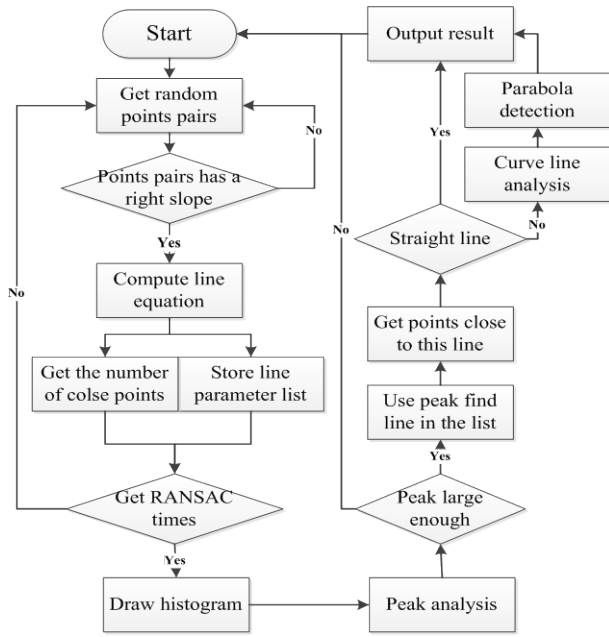 Start
Get random
points pairs
No
Points pairs has a
right slope
Yes
Compute line
equation
No
Get the number
of colse points
Store line
parameter list
Get RANSAC
times
Yes
Draw histogram
Peak analysis
Peak large
enough
No
Yes
Use peak find
line in the list
Get points close
to this line
Straight line
Yes
No
Curve line
analysis
Parabola
detection
Output result